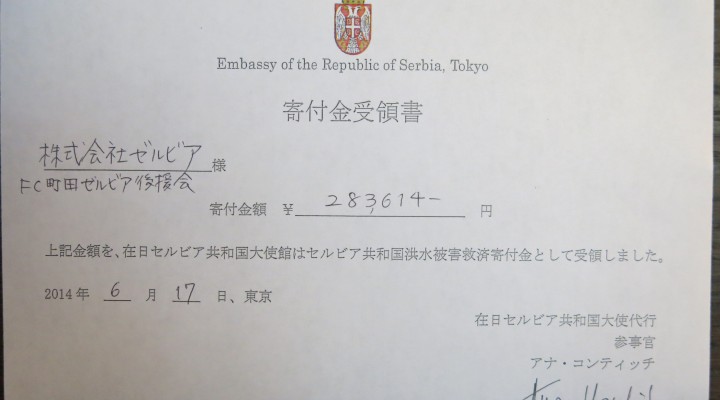 Embassy of the Republic of Serbia, Tokyo
寄付金受領書
株式会社ゼルビア 様
FC町田ゼルビア後援会
寄付金額 ¥ 283,614- 円
上記金額を、在日セルビア共和国大使館はセルビア共和国洪水被害救済寄付金として受領しました。
2014年 6 月 17 日、東京
在日セルビア共和国大使代行
参事官
アナ・コンティッチ